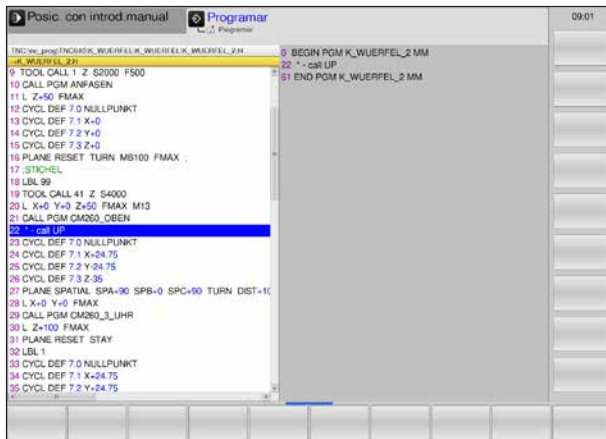 Posic. con introd.manual
Programar
Programar
09:01
TNC:\nc_prog\TNC640\K_WUERFEL\K_WUERFEL\K_WUERFEL_2.H
→K_WUERFEL_2.H
9 TOOL CALL 1 Z S2000 F500
10 CALL PGM ANFASEN
11 L Z+50 FMAX
12 CYCL DEF 7.0 NULLPUNKT
13 CYCL DEF 7.1 X+0
14 CYCL DEF 7.2 Y+0
15 CYCL DEF 7.3 Z+0
16 PLANE RESET TURN MB100 FMAX ;
17 ;STICHEL
18 LBL 99
19 TOOL CALL 41 Z S4000
20 L X+0 Y+0 Z+50 FMAX M13
21 CALL PGM CM260_OBEN
22 * - call UP
23 CYCL DEF 7.0 NULLPUNKT
24 CYCL DEF 7.1 X+24.75
25 CYCL DEF 7.2 Y-24.75
26 CYCL DEF 7.3 Z-35
27 PLANE SPATIAL SPA+90 SPB+0 SPC+90 TURN DIST+10
28 L X+0 Y+0 FMAX
29 CALL PGM CM260_3_UHR
30 L Z+100 FMAX
31 PLANE RESET STAY
32 LBL 1
33 CYCL DEF 7.0 NULLPUNKT
34 CYCL DEF 7.1 X+24.75
35 CYCL DEF 7.2 Y+24.75
0 BEGIN PGM K_WUERFEL_2 MM
22 * - call UP
61 END PGM K_WUERFEL_2 MM